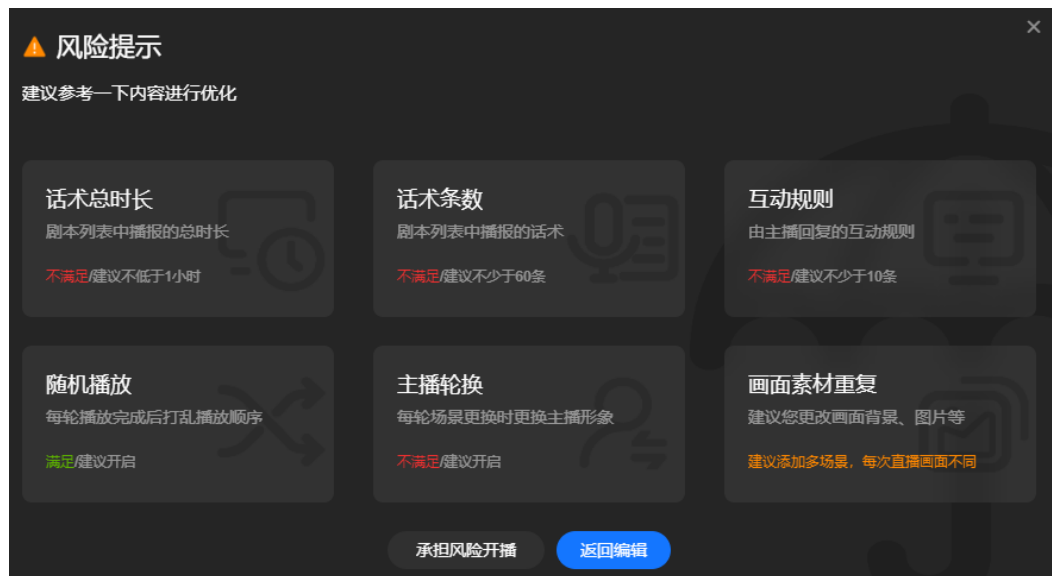 风险提示
建议参考一下内容进行优化
话术总时长
剧本列表中播报的总时长
不满足/建议不低于1小时
话术条数
剧本列表中播报的话术
不满足/建议不少于60条
互动规则
由主播回复的互动规则
不满足/建议不少于10条
随机播放
每轮播放完成后打乱播放顺序
满足/建议开启
主播轮换
每轮场景更换时更换主播形象
不满足/建议开启
画面素材重复
建议您更改画面背景、图片等
建议添加多场景，每次直播画面不同
承担风险开播
返回编辑